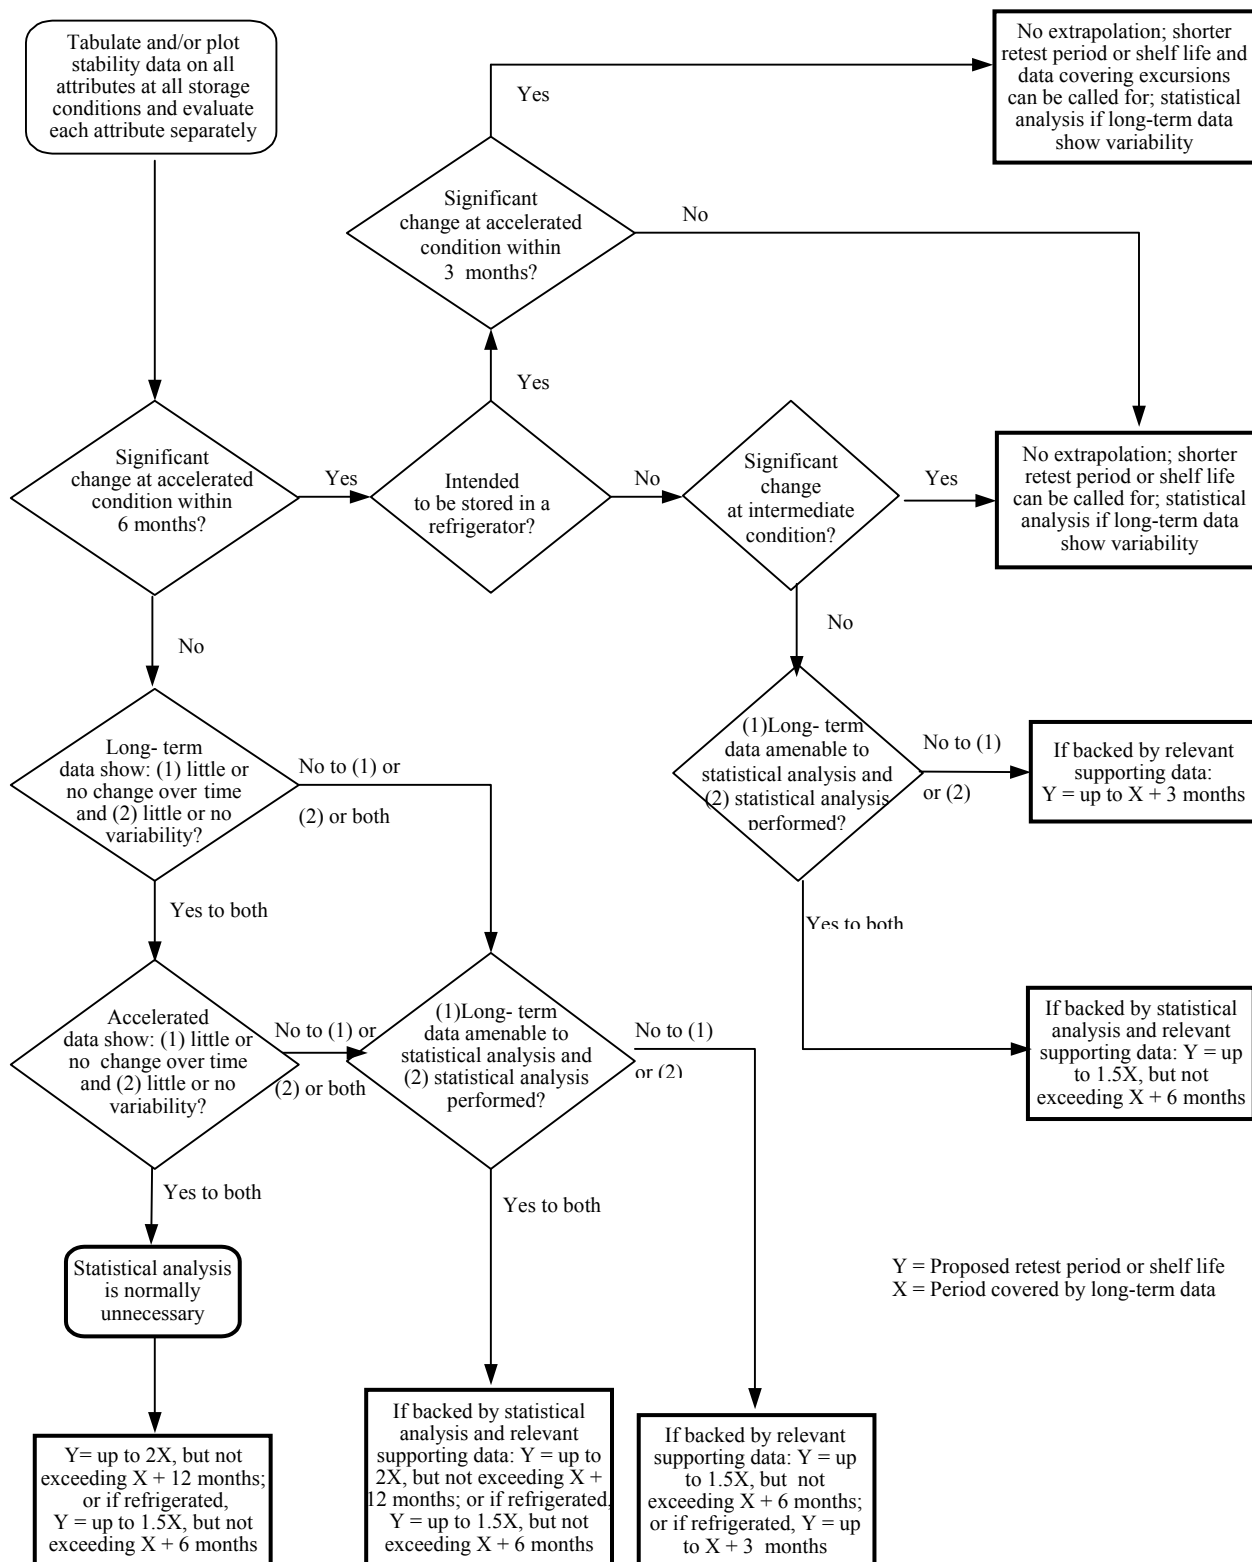 Tabulate and/or plot
stability data on all
attributes at all storage
conditions and evaluate
each attribute separately
No extrapolation; shorter
retest period or shelf life and
data covering excursions
can be called for; statistical
analysis if long-term data
show variability
Yes
Significant
change at accelerated
condition within
3 months?
No
Yes
Significant
change at accelerated
condition within
6 months?
Yes
Intended
to be stored in a
refrigerator?
No
Significant
change
at intermediate
condition?
Yes
No extrapolation; shorter
retest period or shelf life
can be called for; statistical
analysis if long-term data
show variability
No
No
Long- term
data show: (1) little or
no change over time
and (2) little or no
variability?
No to (1) or
(2) or both
(1)Long- term
data amenable to
statistical analysis and
(2) statistical analysis
performed?
No to (1)
or (2)
If backed by relevant
supporting data:
Y = up to X + 3 months
Yes to both
Yes to both
Accelerated
data show: (1) little or
no change over time
and (2) little or no
variability?
No to (1) or
(2) or both
(1)Long- term
data amenable to
statistical analysis and
(2) statistical analysis
performed?
No to (1)
or (2)
If backed by statistical
analysis and relevant
supporting data: Y = up
to 1.5X, but not
exceeding X + 6 months
Yes to both
Yes to both
Statistical analysis
is normally
unnecessary
Y = Proposed retest period or shelf life
X = Period covered by long-term data
Y= up to 2X, but not
exceeding X + 12 months;
or if refrigerated,
Y = up to 1.5X, but not
exceeding X + 6 months
If backed by statistical
analysis and relevant
supporting data: Y = up to
2X, but not exceeding X +
12 months; or if refrigerated,
Y = up to 1.5X, but not
exceeding X + 6 months
If backed by relevant
supporting data: Y = up
to 1.5X, but not
exceeding X + 6 months;
or if refrigerated, Y = up
to X + 3 months